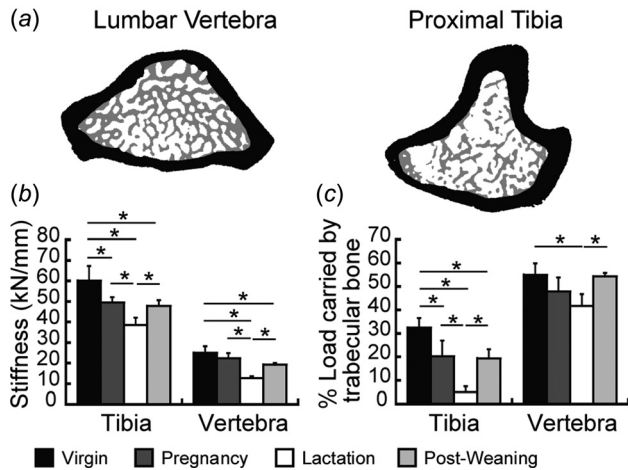 (a) Lumbar Vertebra Proximal Tibia
(b) (c)
Stiffness (kN/mm)
80
70
60
50
40
30
20
10
0
* * * * * *
* * * *
Tibia Vertebra
% Load carried by
trabecular bone
70
60
50
40
30
20
10
0
* * * * *
* *
Tibia Vertebra
Virgin Pregnancy Lactation Post-Weaning